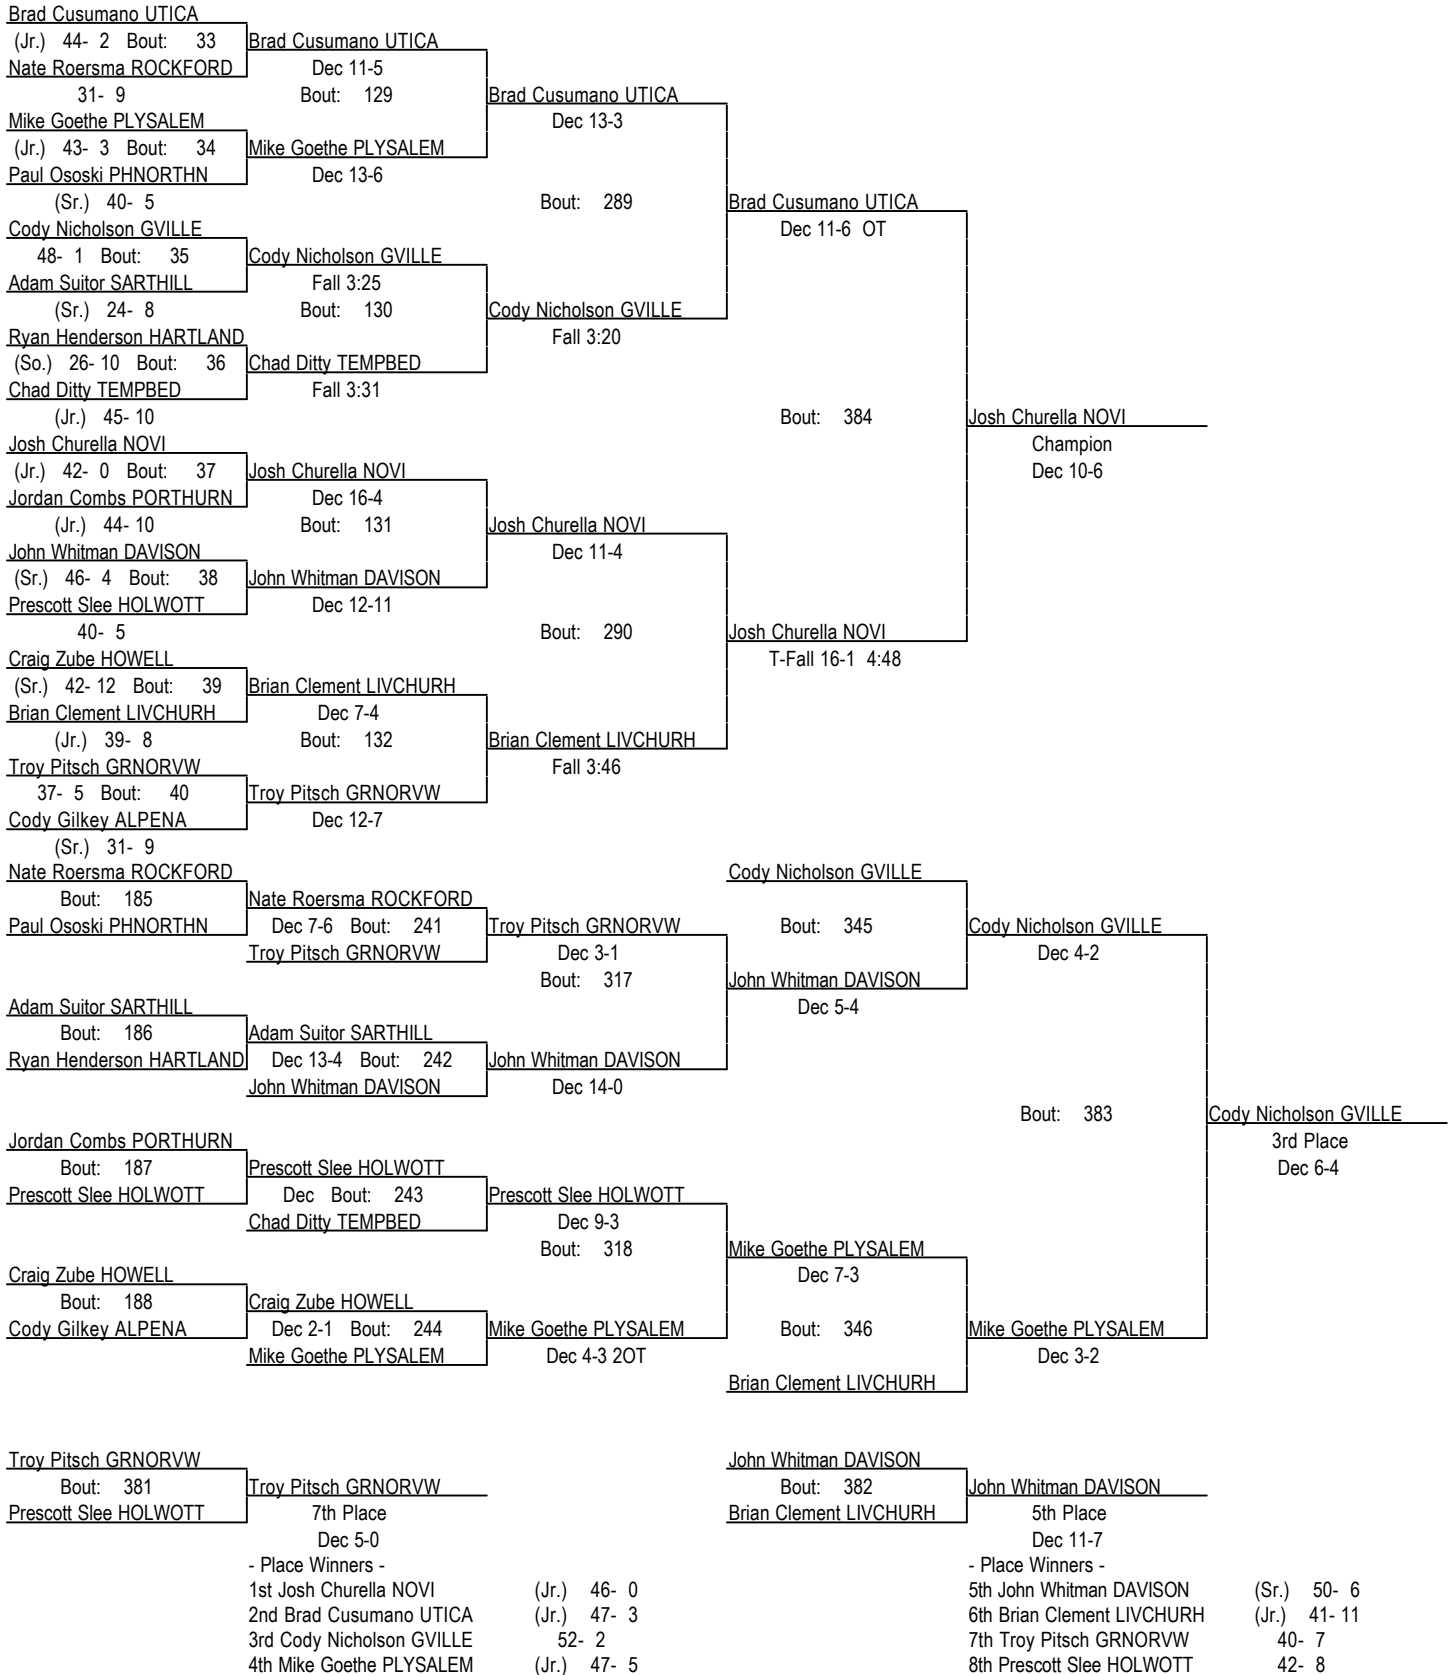 Brad Cusumano UTICA
(Jr.) 44- 2 Bout: 33 Brad Cusumano UTICA
Nate Roersma ROCKFORD Dec 11-5
31- 9 Bout: 129 Brad Cusumano UTICA
Mike Goethe PLYSALEM Dec 13-3
(Jr.) 43- 3 Bout: 34 Mike Goethe PLYSALEM
Paul Ososki PHNORTHN Dec 13-6
(Sr.) 40- 5 Bout: 289 Brad Cusumano UTICA
Cody Nicholson GVILLE Dec 11-6 OT
48- 1 Bout: 35 Cody Nicholson GVILLE
Adam Suitor SARTHILL Fall 3:25
(Sr.) 24- 8 Bout: 130 Cody Nicholson GVILLE
Ryan Henderson HARTLAND Fall 3:20
(So.) 26- 10 Bout: 36 Chad Ditty TEMPBED
Chad Ditty TEMPBED Fall 3:31
(Jr.) 45- 10 Bout: 384 Josh Churella NOVI
Josh Churella NOVI Champion
(Jr.) 42- 0 Bout: 37 Josh Churella NOVI Dec 10-6
Jordan Combs PORTHURN Dec 16-4
(Jr.) 44- 10 Bout: 131 Josh Churella NOVI
John Whitman DAVISON Dec 11-4
(Sr.) 46- 4 Bout: 38 John Whitman DAVISON
Prescott Slee HOLWOTT Dec 12-11
40- 5 Bout: 290 Josh Churella NOVI
Craig Zube HOWELL T-Fall 16-1 4:48
(Sr.) 42- 12 Bout: 39 Brian Clement LIVCHURH
Brian Clement LIVCHURH Dec 7-4
(Jr.) 39- 8 Bout: 132 Brian Clement LIVCHURH
Troy Pitsch GRNORVW Fall 3:46
37- 5 Bout: 40 Troy Pitsch GRNORVW
Cody Gilkey ALPENA Dec 12-7
(Sr.) 31- 9
Nate Roersma ROCKFORD Cody Nicholson GVILLE
Bout: 185 Nate Roersma ROCKFORD
Paul Ososki PHNORTHN Dec 7-6 Bout: 241 Troy Pitsch GRNORVW Bout: 345 Cody Nicholson GVILLE
Troy Pitsch GRNORVW Dec 3-1 Dec 4-2
Bout: 317 John Whitman DAVISON
Adam Suitor SARTHILL Dec 5-4
Bout: 186 Adam Suitor SARTHILL
Ryan Henderson HARTLAND Dec 13-4 Bout: 242 John Whitman DAVISON
John Whitman DAVISON Dec 14-0
Bout: 383 Cody Nicholson GVILLE
Jordan Combs PORTHURN 3rd Place
Bout: 187 Prescott Slee HOLWOTT Dec 6-4
Prescott Slee HOLWOTT Dec Bout: 243 Prescott Slee HOLWOTT
Chad Ditty TEMPBED Dec 9-3
Bout: 318 Mike Goethe PLYSALEM
Craig Zube HOWELL Dec 7-3
Bout: 188 Craig Zube HOWELL
Cody Gilkey ALPENA Dec 2-1 Bout: 244 Mike Goethe PLYSALEM Bout: 346 Mike Goethe PLYSALEM
Mike Goethe PLYSALEM Dec 4-3 2OT Dec 3-2
Brian Clement LIVCHURH
Troy Pitsch GRNORVW John Whitman DAVISON
Bout: 381 Troy Pitsch GRNORVW Bout: 382 John Whitman DAVISON
Prescott Slee HOLWOTT 7th Place Brian Clement LIVCHURH 5th Place
Dec 5-0 Dec 11-7
- Place Winners - - Place Winners -
1st Josh Churella NOVI (Jr.) 46- 0 5th John Whitman DAVISON (Sr.) 50- 6
2nd Brad Cusumano UTICA (Jr.) 47- 3 6th Brian Clement LIVCHURH (Jr.) 41- 11
3rd Cody Nicholson GVILLE 52- 2 7th Troy Pitsch GRNORVW 40- 7
4th Mike Goethe PLYSALEM (Jr.) 47- 5 8th Prescott Slee HOLWOTT 42- 8